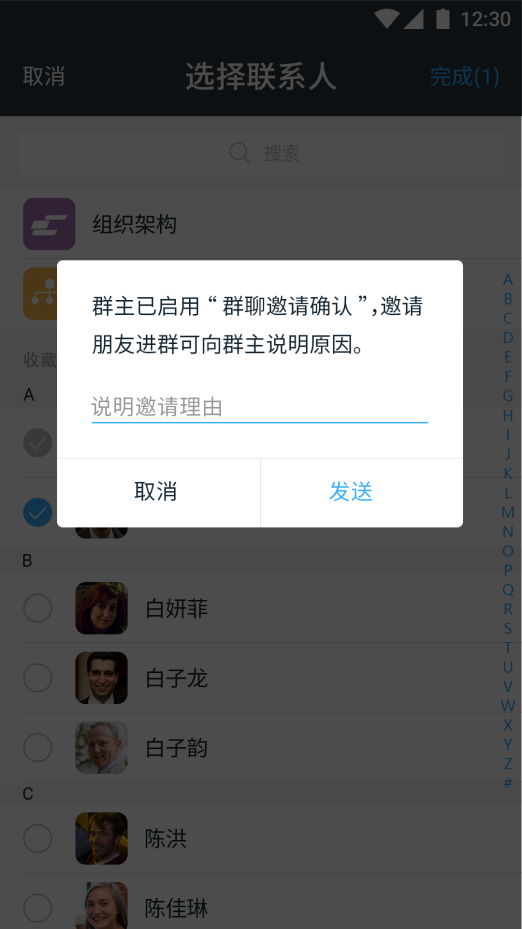 12:30
取消
选择联系人
完成(1)
搜索
组织架构
群主已启用“群聊邀请确认”,邀请
朋友进群可向群主说明原因。
说明邀请理由
取消
发送
收藏
A
B
白妍菲
白子龙
白子韵
C
陈洪
陈佳琳
A
B
C
D
E
F
G
H
I
J
K
L
M
N
O
P
Q
R
S
T
U
V
W
X
Y
Z
#